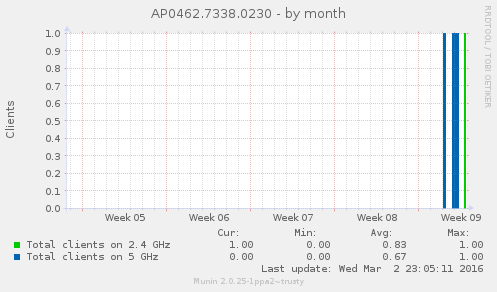 AP0462.7338.0230 - by month
RRDTOOL / TOBI OETIKER
Clients
1.0
0.9
0.8
0.7
0.6
0.5
0.4
0.3
0.2
0.1
0.0
Week 05 Week 06 Week 07 Week 08 Week 09
Cur: Min: Avg: Max:
Total clients on 2.4 GHz 1.00 0.00 0.83 1.00
Total clients on 5 GHz 0.00 0.00 0.67 1.00
Last update: Wed Mar 2 23:05:11 2016
Munin 2.0.25-1ppa2~trusty